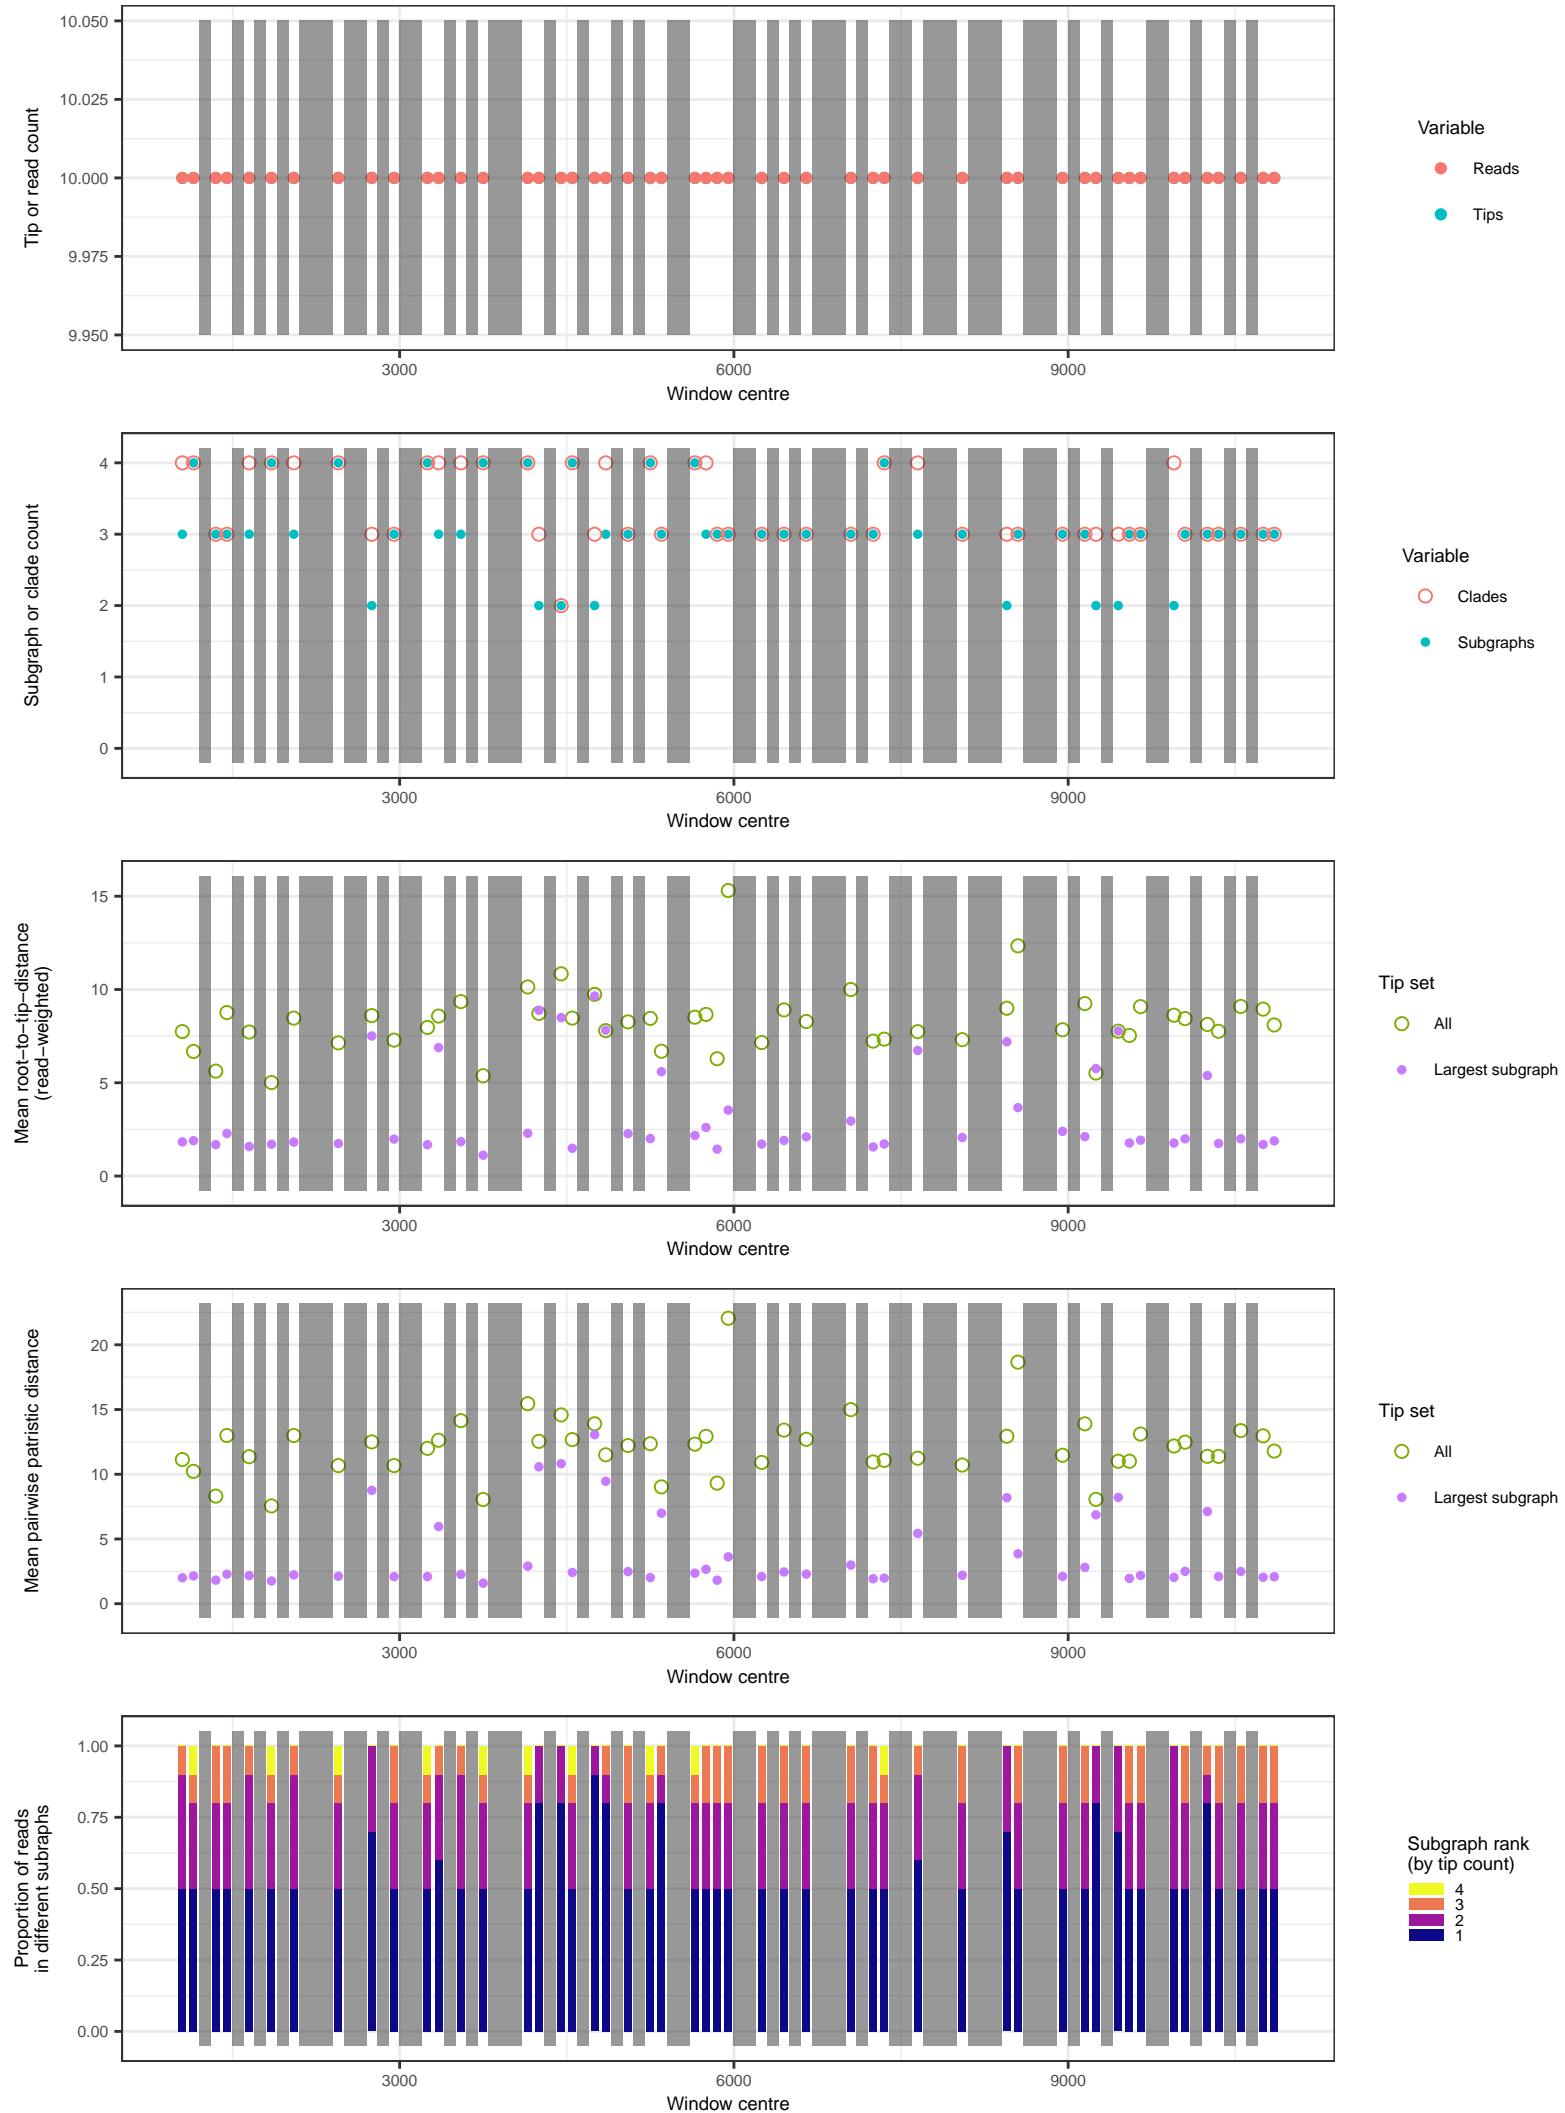 10.050
10.025
10.000
9.975
9.950
Tip or read count
3000
6000
9000
Window centre
Variable
Reads
Tips
4
3
2
1
0
Subgraph or clade count
3000
6000
9000
Window centre
Variable
Clades
Subgraphs
15
10
5
0
Mean root−to−tip−distance
(read−weighted)
3000
6000
9000
Window centre
Tip set
All
Largest subgraph
20
15
10
5
0
Mean pairwise patristic distance
3000
6000
9000
Window centre
Tip set
All
Largest subgraph
1.00
0.75
0.50
0.25
0.00
Proportion of reads
in different subraphs
3000
6000
9000
Window centre
Subgraph rank
(by tip count)
4
3
2
1